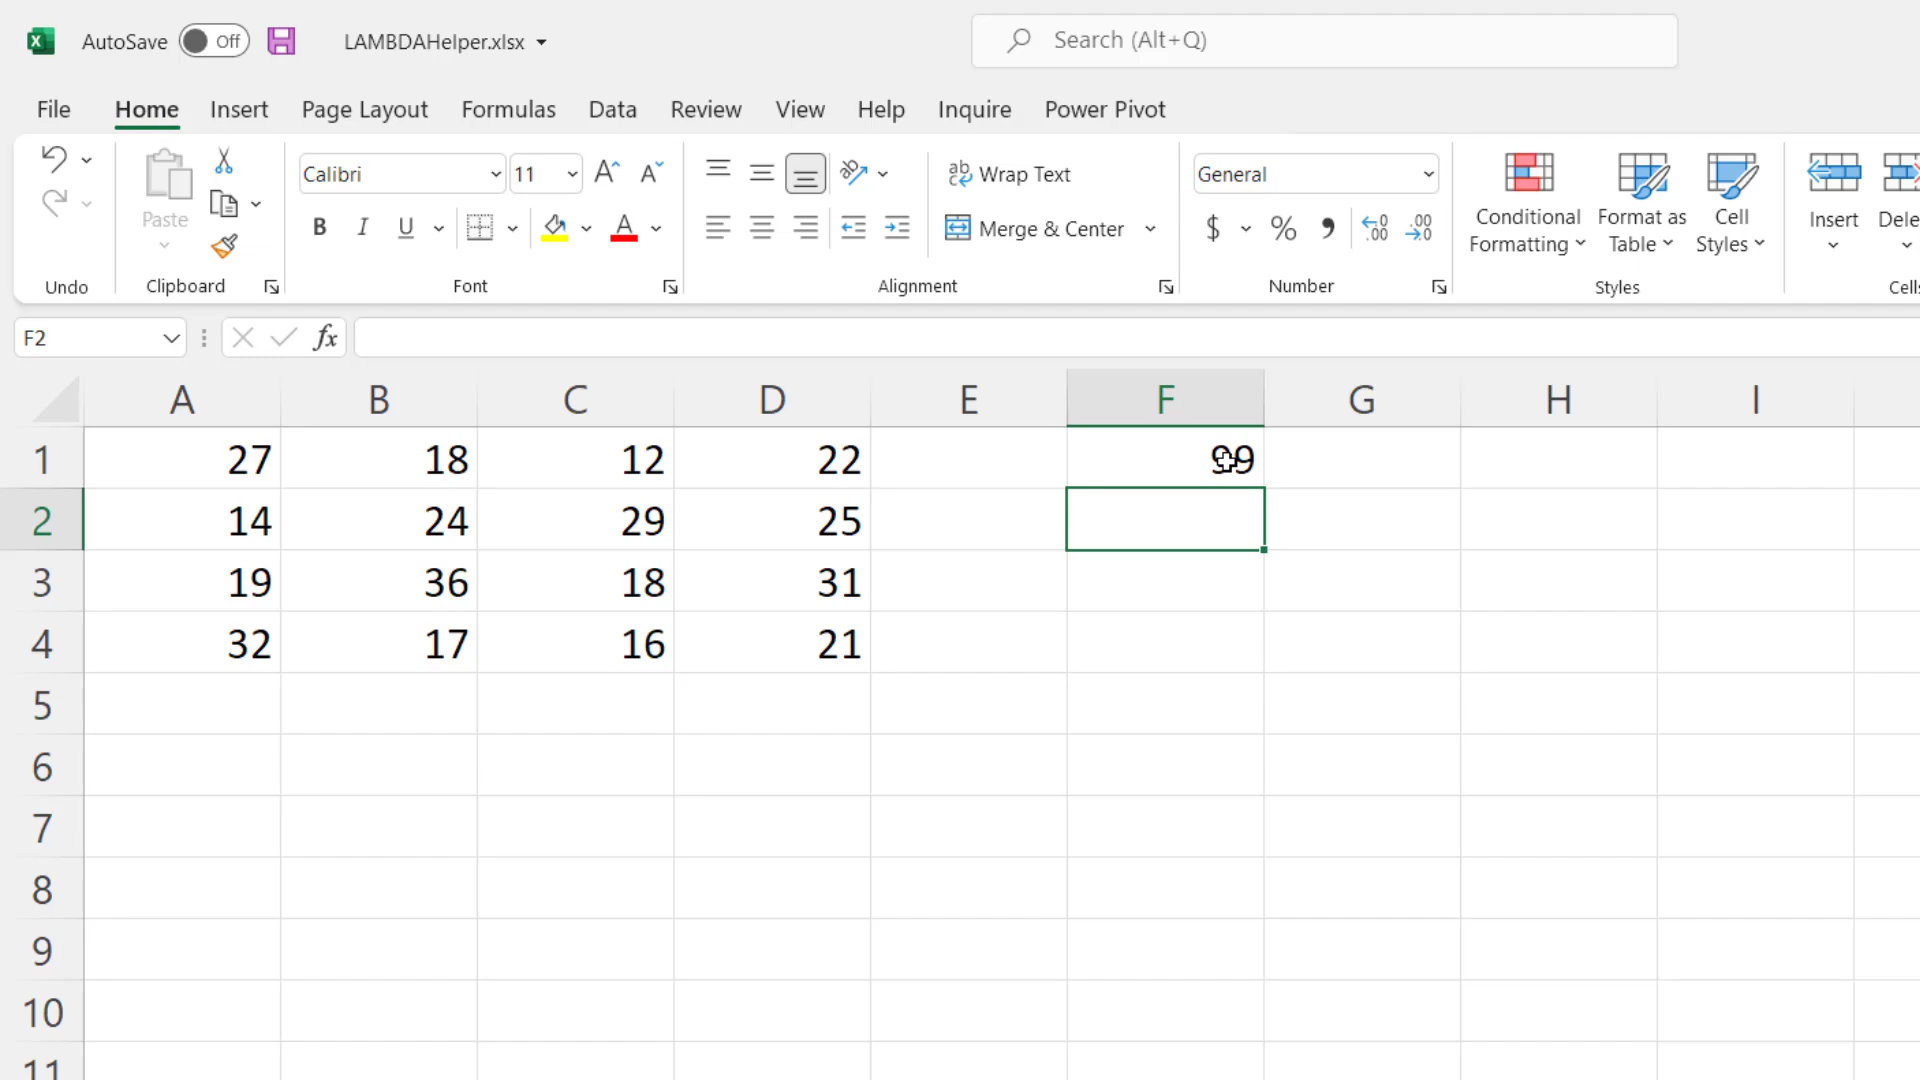 AutoSave Off LAMBDAHelper.xlsx Search (Alt+Q)
File Home Insert Page Layout Formulas Data Review View Help Inquire Power Pivot
Calibri 11 Wrap Text General
Paste Merge & Center $ % Conditional Formatting Format as Table Cell Styles Insert Dele
Undo Clipboard Font Alignment Number Styles Cells
F2 fx
A B C D E F G H I
1 27 18 12 22 99
2 14 24 29 25
3 19 36 18 31
4 32 17 16 21
5
6
7
8
9
10
11